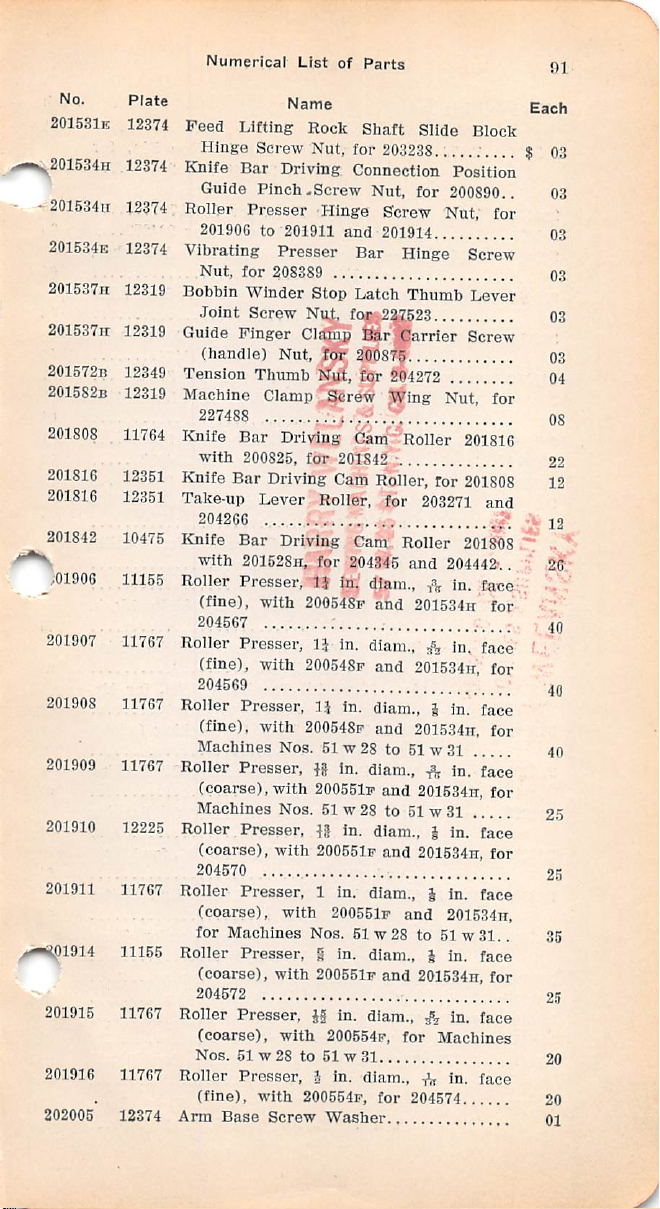 Numerical List of Parts 91
No. Plate Name Each
201531E 12374 Feed Lifting Rock Shaft Slide Block
Hinge Screw Nut, for 203238.......... $ 03
201534H 12374 Knife Bar Driving Connection Position
Guide Pinch Screw Nut, for 200890.. 03
201534H 12374 Roller Presser Hinge Screw Nut, for
201906 to 201911 and 201914.......... 03
201534E 12374 Vibrating Presser Bar Hinge Screw
Nut, for 208389 ....................... 03
201537H 12319 Bobbin Winder Stop Latch Thumb Lever
Joint Screw Nut, for 227523.......... 03
201537H 12319 Guide Finger Clamp Bar Carrier Screw
(handle) Nut, for 200875............. 03
201572B 12349 Tension Thumb Nut, for 204272 ........ 04
201582B 12319 Machine Clamp Screw Wing Nut, for
227488 ............................... 08
201808 11764 Knife Bar Driving Cam Roller 201816
with 200825, for 201842 .............. 22
201816 12351 Knife Bar Driving Cam Roller, for 201808 12
201816 12351 Take-up Lever Roller, for 203271 and
204266 ............................... 12
201842 10475 Knife Bar Driving Cam Roller 201808
with 201528H, for 204345 and 204442.. 26
201906 11155 Roller Presser, 1¼ in. diam., 3/16 in. face
(fine), with 200548F and 201534H for
204567 ............................... 40
201907 11767 Roller Presser, 1¼ in. diam., 5/32 in. face
(fine), with 200548F and 201534H, for
204569 ............................... 40
201908 11767 Roller Presser, 1¼ in. diam., ⅛ in. face
(fine), with 200548F and 201534H, for
Machines Nos. 51 W 28 to 51 W 31 ..... 40
201909 11767 Roller Presser, 13/16 in. diam., 3/16 in. face
(coarse), with 200551F and 201534H, for
Machines Nos. 51 W 28 to 51 W 31 ..... 25
201910 12225 Roller Presser, 13/16 in. diam., ⅛ in. face
(coarse), with 200551F and 201534H, for
204570 ............................... 25
201911 11767 Roller Presser, 1 in. diam., ⅛ in. face
(coarse), with 200551F and 201534H,
for Machines Nos. 51 W 28 to 51 W 31.. 35
201914 11155 Roller Presser, ⅝ in. diam., ⅛ in. face
(coarse), with 200551F and 201534H, for
204572 ............................... 25
201915 11767 Roller Presser, 15/32 in. diam., 5/32 in. face
(coarse), with 200554F, for Machines
Nos. 51 W 28 to 51 W 31................ 20
201916 11767 Roller Presser, ½ in. diam., 1/16 in. face
(fine), with 200554F, for 204574...... 20
202005 12374 Arm Base Screw Washer............... 01